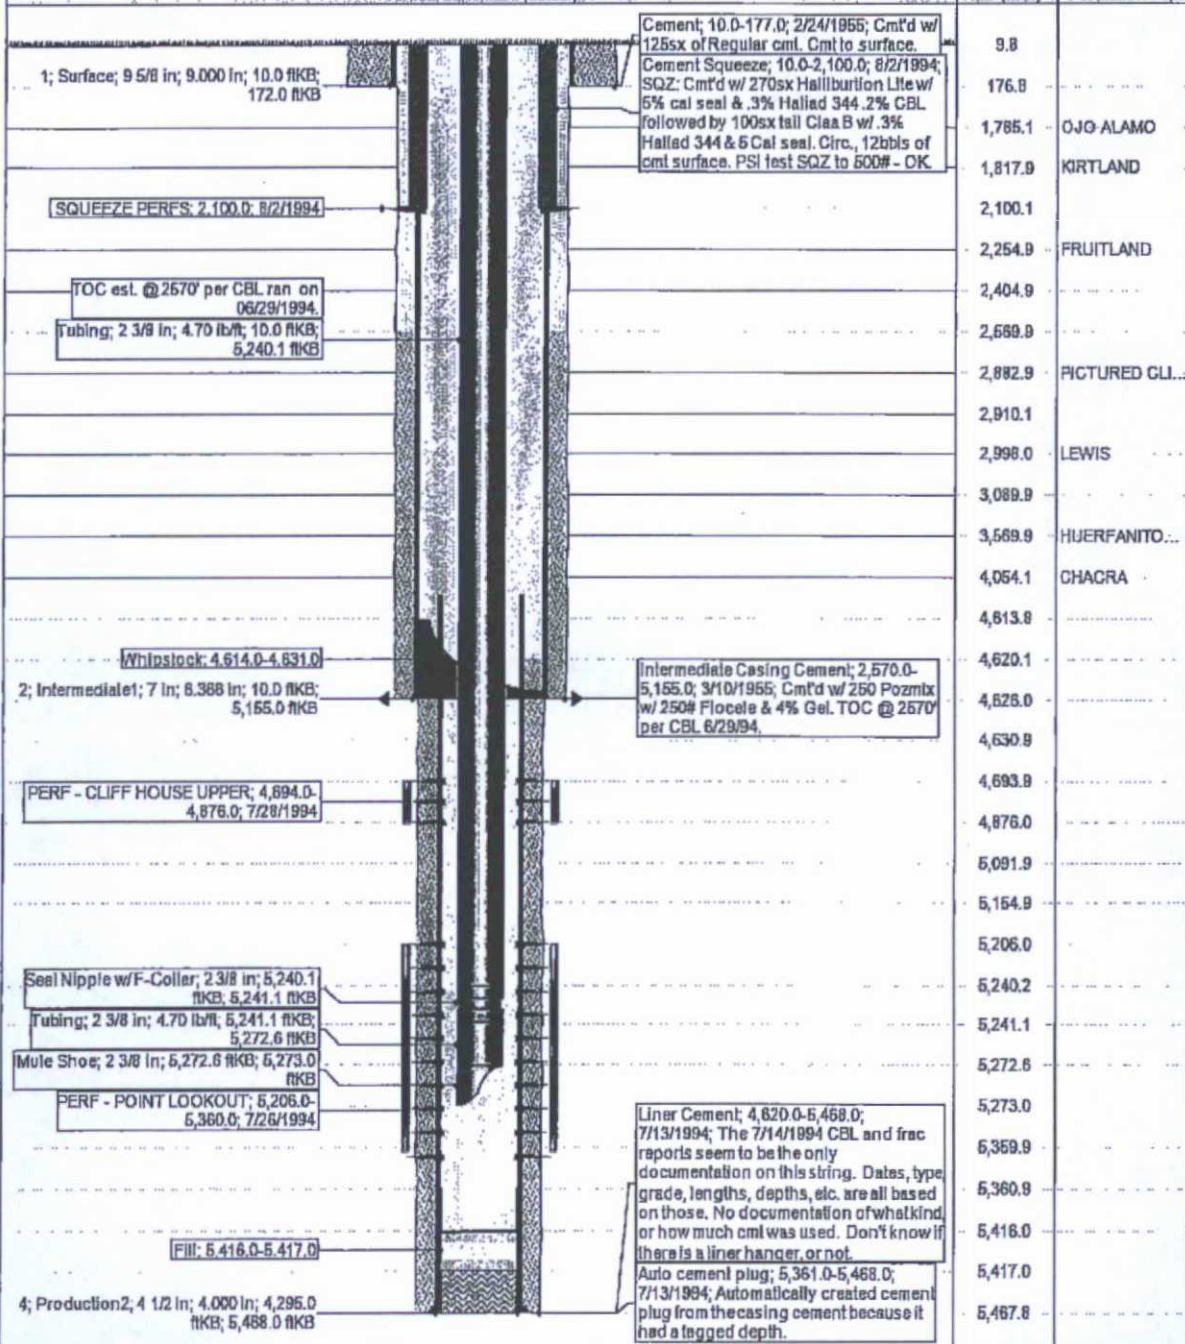 Cement; 10.0-177.0; 2/24/1955; Cmt'd w/
125sx of Regular cmt. Cmt to surface.
9.8
1; Surface; 9 5/8 in; 9.000 in; 10.0 ftKB;
172.0 ftKB
Cement Squeeze; 10.0-2,100.0; 8/2/1994;
SQZ: Cmt'd w/ 270sx Halliburtion Lite w/
5% cal seal & .3% Hallad 344 .2% CBL
followed by 100sx tail ClaaB w/ .3%
Hallad 344 & 5 Cal seal. Circ., 12bbls of
cmt surface. PSI test SQZ to 500# - OK.
176.8
1,765.1 OJO ALAMO
1,817.9 KIRTLAND
SQUEEZE PERFS; 2,100.0; 8/2/1994
2,100.1
2,254.9 FRUITLAND
TOC est. @ 2570' per CBL ran on
06/29/1994.
2,404.9
Tubing; 2 3/8 in; 4.70 lb/ft; 10.0 ftKB;
5,240.1 ftKB
2,569.9
2,882.9 PICTURED CLI...
2,910.1
2,998.0 LEWIS
3,089.9
3,569.9 HUERFANITO...
4,054.1 CHACRA
4,613.8
Whipstock; 4,614.0-4,631.0
4,620.1
2; Intermediate1; 7 in; 6.366 in; 10.0 ftKB;
5,155.0 ftKB
Intermediate Casing Cement; 2,570.0-
5,155.0; 3/10/1955; Cmt'd w/ 250 Pozmix
w/ 250# Flocele & 4% Gel. TOC @ 2570'
per CBL 6/29/94.
4,625.0
4,630.9
4,693.9
PERF - CLIFF HOUSE UPPER; 4,694.0-
4,876.0; 7/28/1994
4,876.0
5,091.9
5,154.9
5,206.0
Seal Nipple w/F-Collar; 2 3/8 in; 5,240.1
ftKB; 5,241.1 ftKB
5,240.2
Tubing; 2 3/8 in; 4.70 lb/ft; 5,241.1 ftKB;
5,272.6 ftKB
5,241.1
Mule Shoe; 2 3/8 in; 5,272.6 ftKB; 5,273.0
ftKB
5,272.6
PERF - POINT LOOKOUT; 5,206.0-
5,360.0; 7/26/1994
5,273.0
Liner Cement; 4,620.0-5,468.0;
7/13/1994; The 7/14/1994 CBL and frac
reports seem to be the only
documentation on this string. Dates, type,
grade, lengths, depths, etc. are all based
on those. No documentation of what kind,
or how much cmt was used. Don't know if
there is a liner hanger, or not.
5,359.9
5,360.9
5,416.0
Fill; 5,416.0-5,417.0
5,417.0
Auto cement plug; 5,361.0-5,468.0;
7/13/1994; Automatically created cement
plug from the casing cement because it
had a tagged depth.
4; Production2; 4 1/2 in; 4.000 in; 4,295.0
ftKB; 5,468.0 ftKB
5,467.8